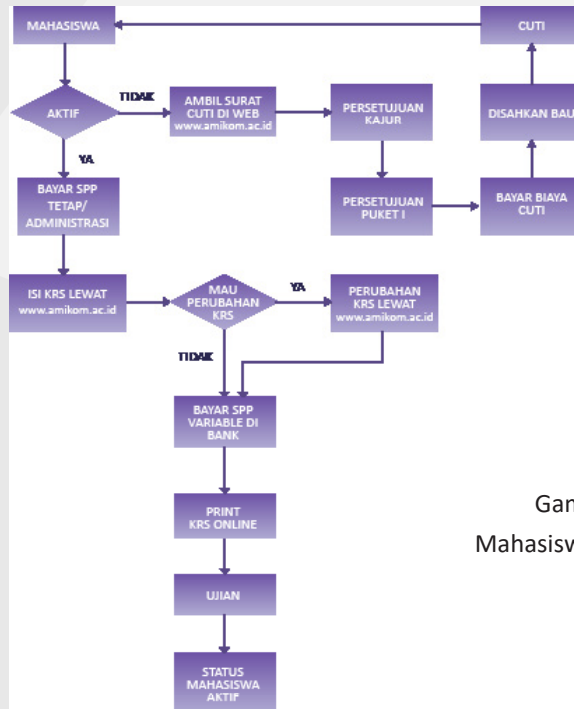 MAHASISWA
CUTI
AKTIF
TIDAK
AMBIL SURAT
CUTI DI WEB
www.amikom.ac.id
PERSETUJUAN
KAJUR
DISAHKAN BAU
YA
BAYAR SPP
TETAP/
ADMINISTRASI
PERSETUJUAN
PUKET I
BAYAR BIAYA
CUTI
ISI KRS LEWAT
www.amikom.ac.id
MAU
PERUBAHAN
KRS
YA
PERUBAHAN
KRS LEWAT
www.amikom.ac.id
TIDAK
BAYAR SPP
VARIABLE DI
BANK
PRINT
KRS ONLINE
UJIAN
STATUS
MAHASISWA
AKTIF